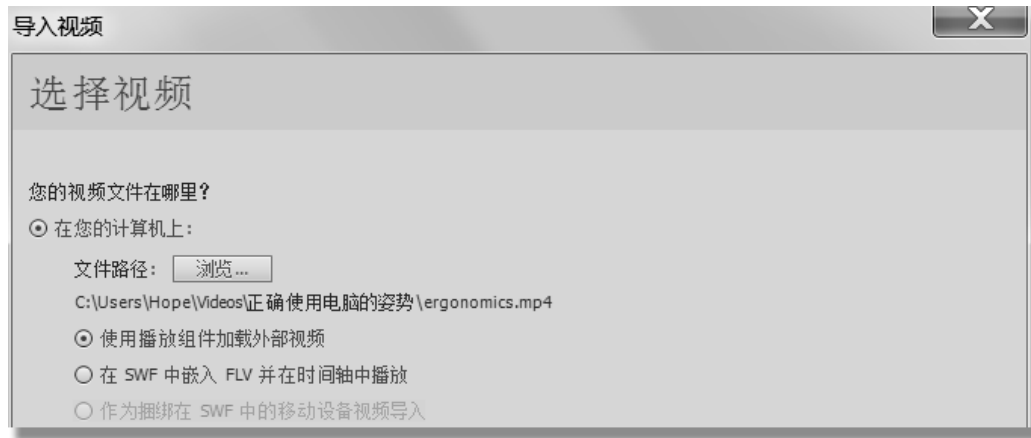 导入视频
选择视频
您的视频文件在哪里?
在您的计算机上:
文件路径: 浏览...
C:\Users\Hope\Videos\正确使用电脑的姿势\ergonomics.mp4
使用播放组件加载外部视频
在 SWF 中嵌入 FLV 并在时间轴中播放
作为捆绑在 SWF 中的移动设备视频导入